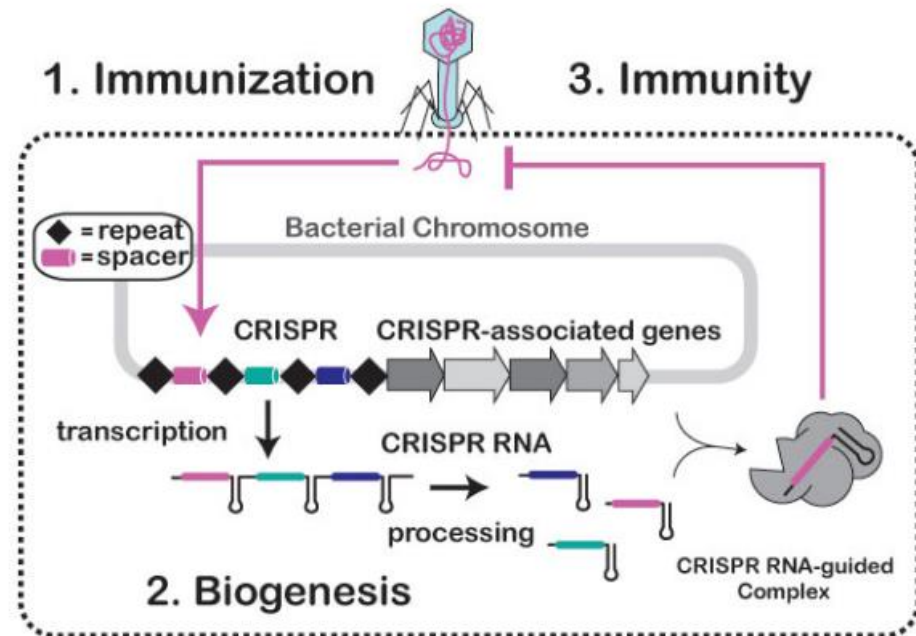 1. Immunization
3. Immunity
Bacterial Chromosome
= repeat
= spacer
CRISPR
CRISPR-associated genes
transcription
CRISPR RNA
processing
CRISPR RNA-guided
Complex
2. Biogenesis